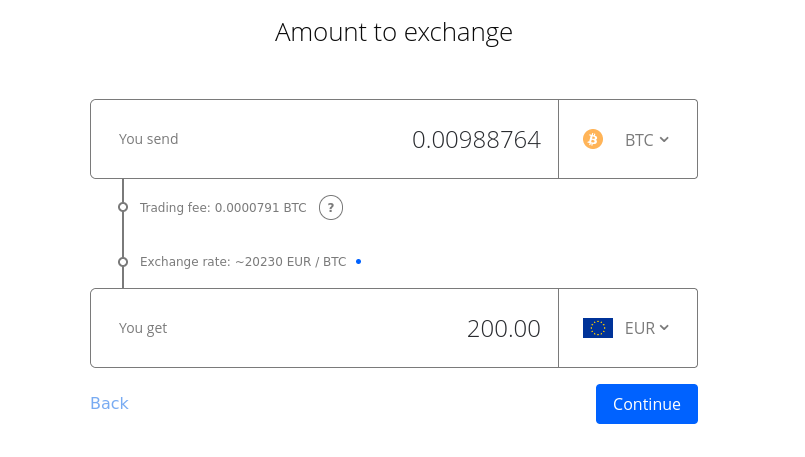 Amount to exchange
You send 0.00988764 BTC
Trading fee: 0.0000791 BTC ?
Exchange rate: ~20230 EUR / BTC
You get 200.00 EUR
Back Continue